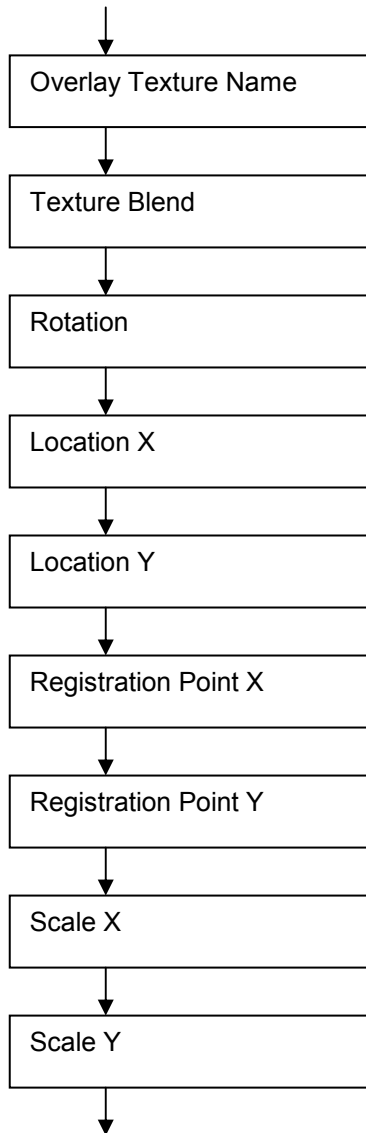 Overlay Texture Name
Texture Blend
Rotation
Location X
Location Y
Registration Point X
Registration Point Y
Scale X
Scale Y